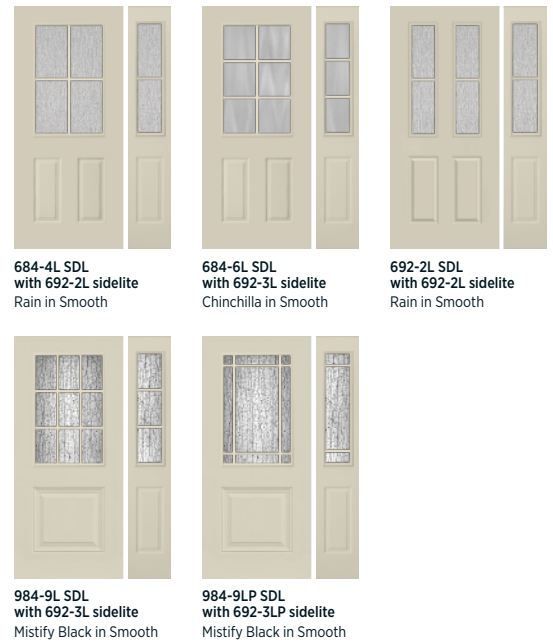 684-4L SDL
with 692-2L sidelite
Rain in Smooth
684-6L SDL
with 692-3L sidelite
Chinchilla in Smooth
692-2L SDL
with 692-2L sidelite
Rain in Smooth
984-9L SDL
with 692-3L sidelite
Mistify Black in Smooth
984-9LP SDL
with 692-3LP sidelite
Mistify Black in Smooth